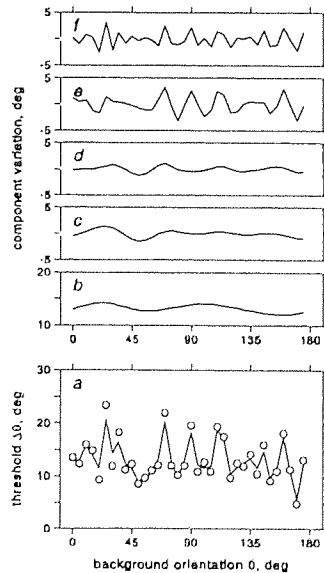 component variation, deg
5
f
-5
5
e
-5
5
d
-5
5
c
-5
20
b
10
0 45 90 135 180
threshold Δθ, deg
30
a
20
10
0
0 45 90 135 180
background orientation θ, deg